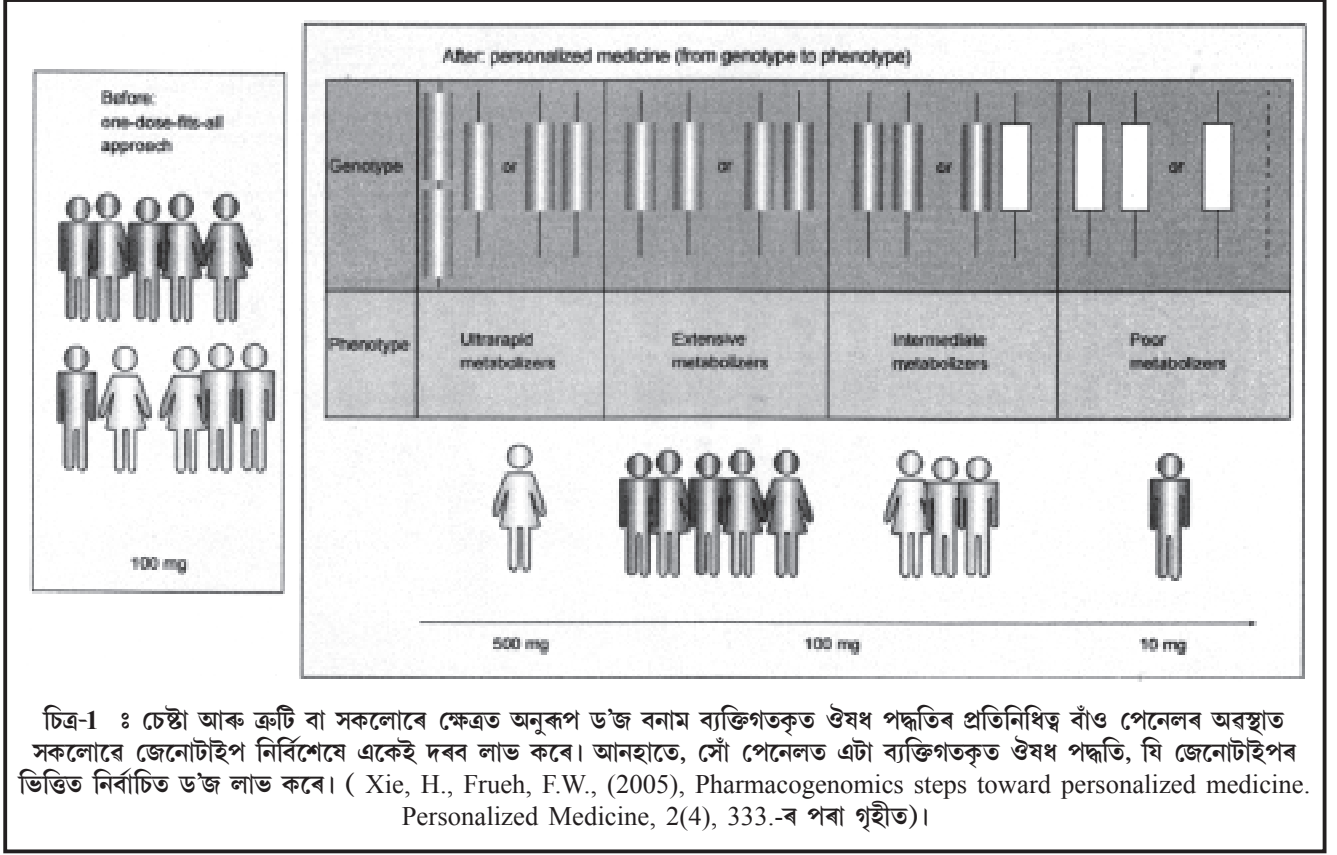 Before:
one-dose-fits-all
approach
100 mg
After: personalized medicine (from genotype to phenotype)
Genotype
or
or
or
or
Phenotype
Ultrarapid
metabolizers
Extensive
metabolizers
Intermediate
metabolizers
Poor
metabolizers
500 mg
100 mg
10 mg
চিত্ৰ-1 ঃ চেষ্টা আৰু ত্ৰুটি বা সকলোৰে ক্ষেত্ৰত অনুৰূপ ড'জ বনাম ব্যক্তিগতকৃত ঔষধ পদ্ধতিৰ প্ৰতিনিধিত্ব বাঁও পেনেলৰ অৱস্থাত
সকলোৱে জেনোটাইপ নিৰ্বিশেষে একেই দৰব লাভ কৰে। আনহাতে, সোঁ পেনেলত এটা ব্যক্তিগতকৃত ঔষধ পদ্ধতি, যি জেনোটাইপৰ
ভিত্তিত নিৰ্বাচিত ড'জ লাভ কৰে। ( Xie, H., Frueh, F.W., (2005), Pharmacogenomics steps toward personalized medicine.
Personalized Medicine, 2(4), 333.-ৰ পৰা গৃহীত)।